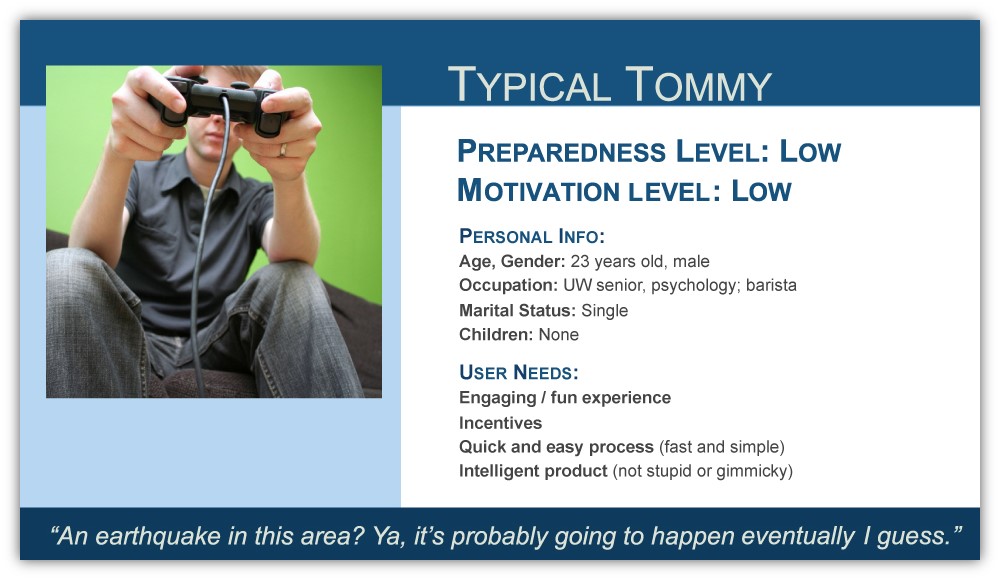 Typical Tommy
Preparedness Level: Low
Motivation level: Low
Personal Info:
Age, Gender: 23 years old, male
Occupation: UW senior, psychology; barista
Marital Status: Single
Children: None
User Needs:
Engaging / fun experience
Incentives
Quick and easy process (fast and simple)
Intelligent product (not stupid or gimmicky)
“An earthquake in this area? Ya, it’s probably going to happen eventually I guess.”